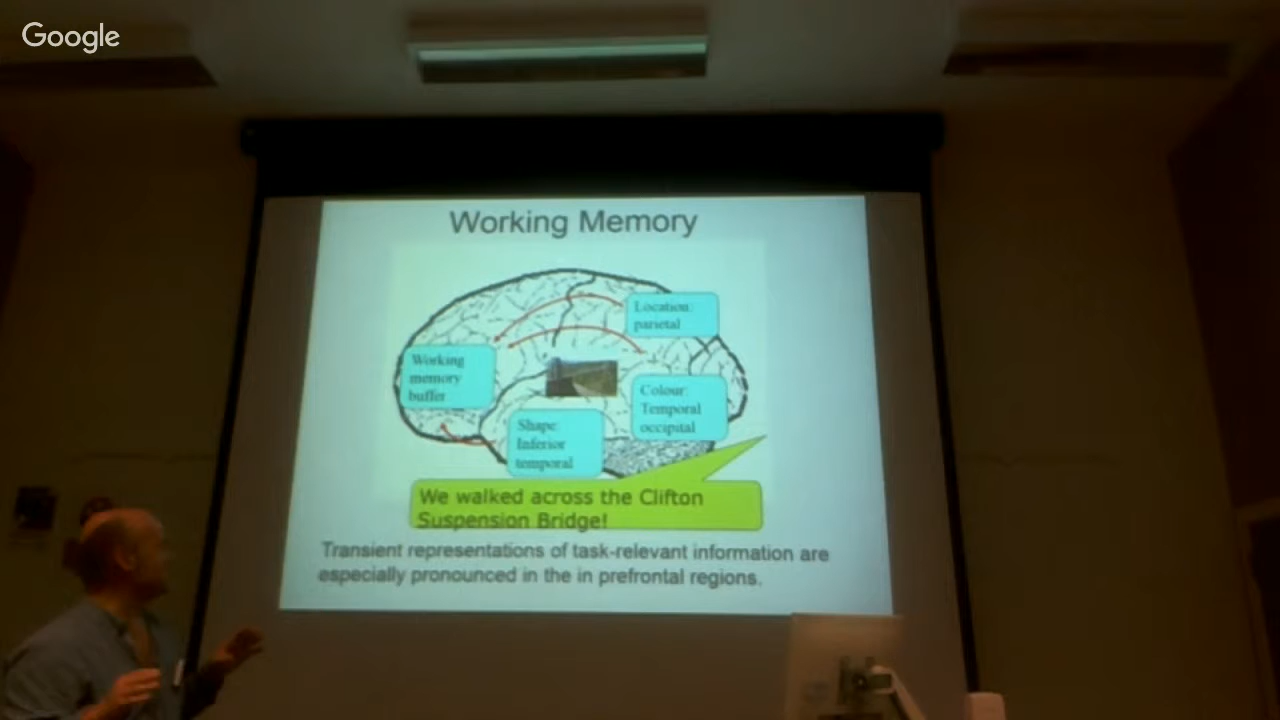 Google
Working Memory
Location:
parietal
Working
memory
buffer
Colour:
Temporal
occipital
Shape:
Inferior
temporal
We walked across the Clifton
Suspension Bridge!
Transient representations of task-relevant information are
especially pronounced in the in prefrontal regions.